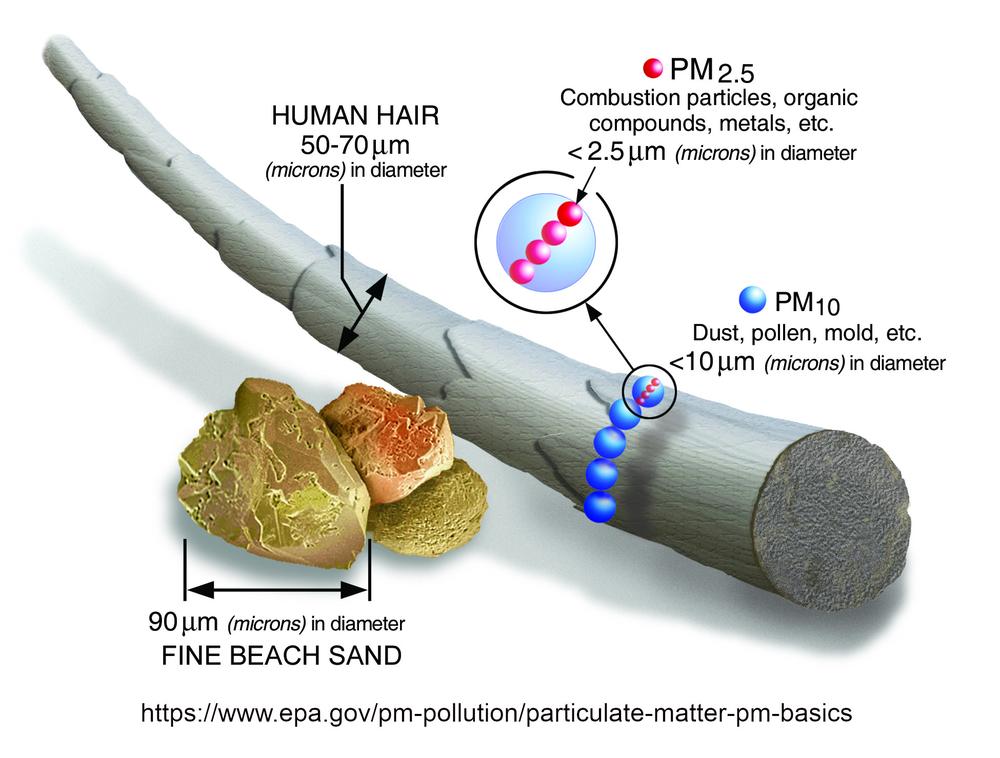 HUMAN HAIR
50-70 µm
(microns) in diameter
PM2.5
Combustion particles, organic
compounds, metals, etc.
< 2.5 µm (microns) in diameter
PM10
Dust, pollen, mold, etc.
<10 µm (microns) in diameter
90 µm (microns) in diameter
FINE BEACH SAND
https://www.epa.gov/pm-pollution/particulate-matter-pm-basics